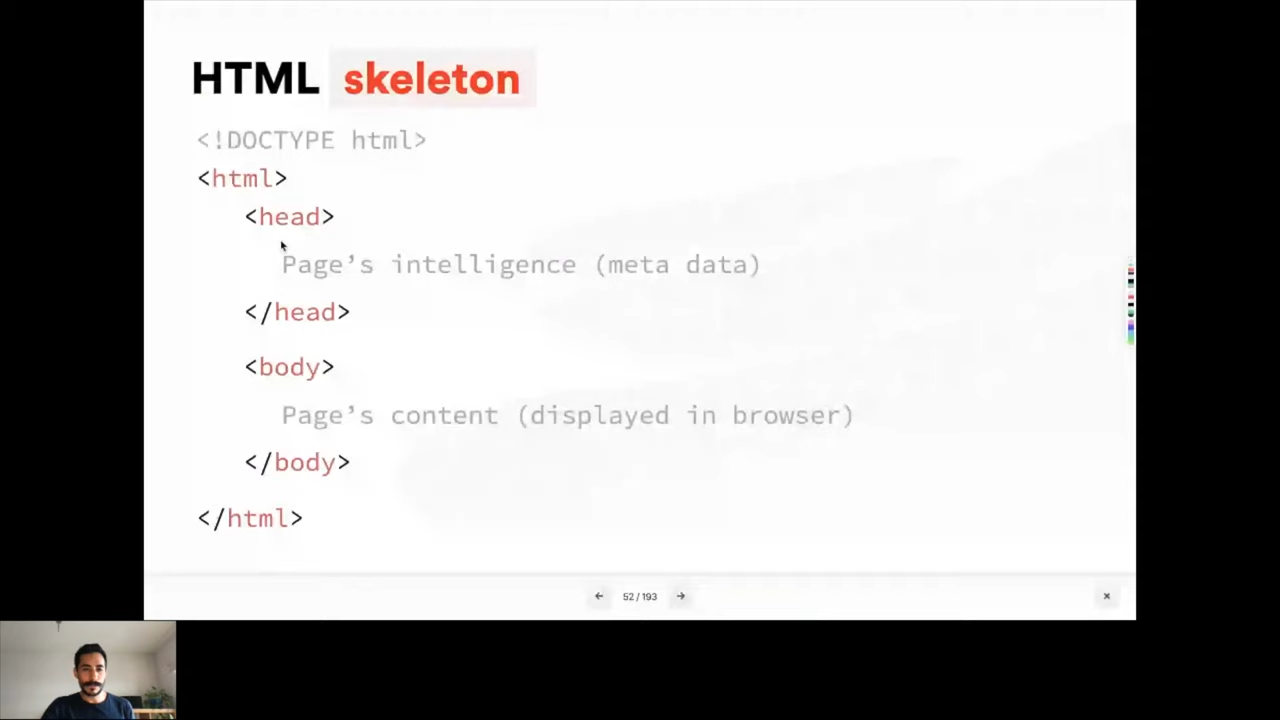 HTML skeleton
<!DOCTYPE html>
<html>
<head>
Page’s intelligence (meta data)
</head>
<body>
Page’s content (displayed in browser)
</body>
</html>
← 52 / 193 → ×